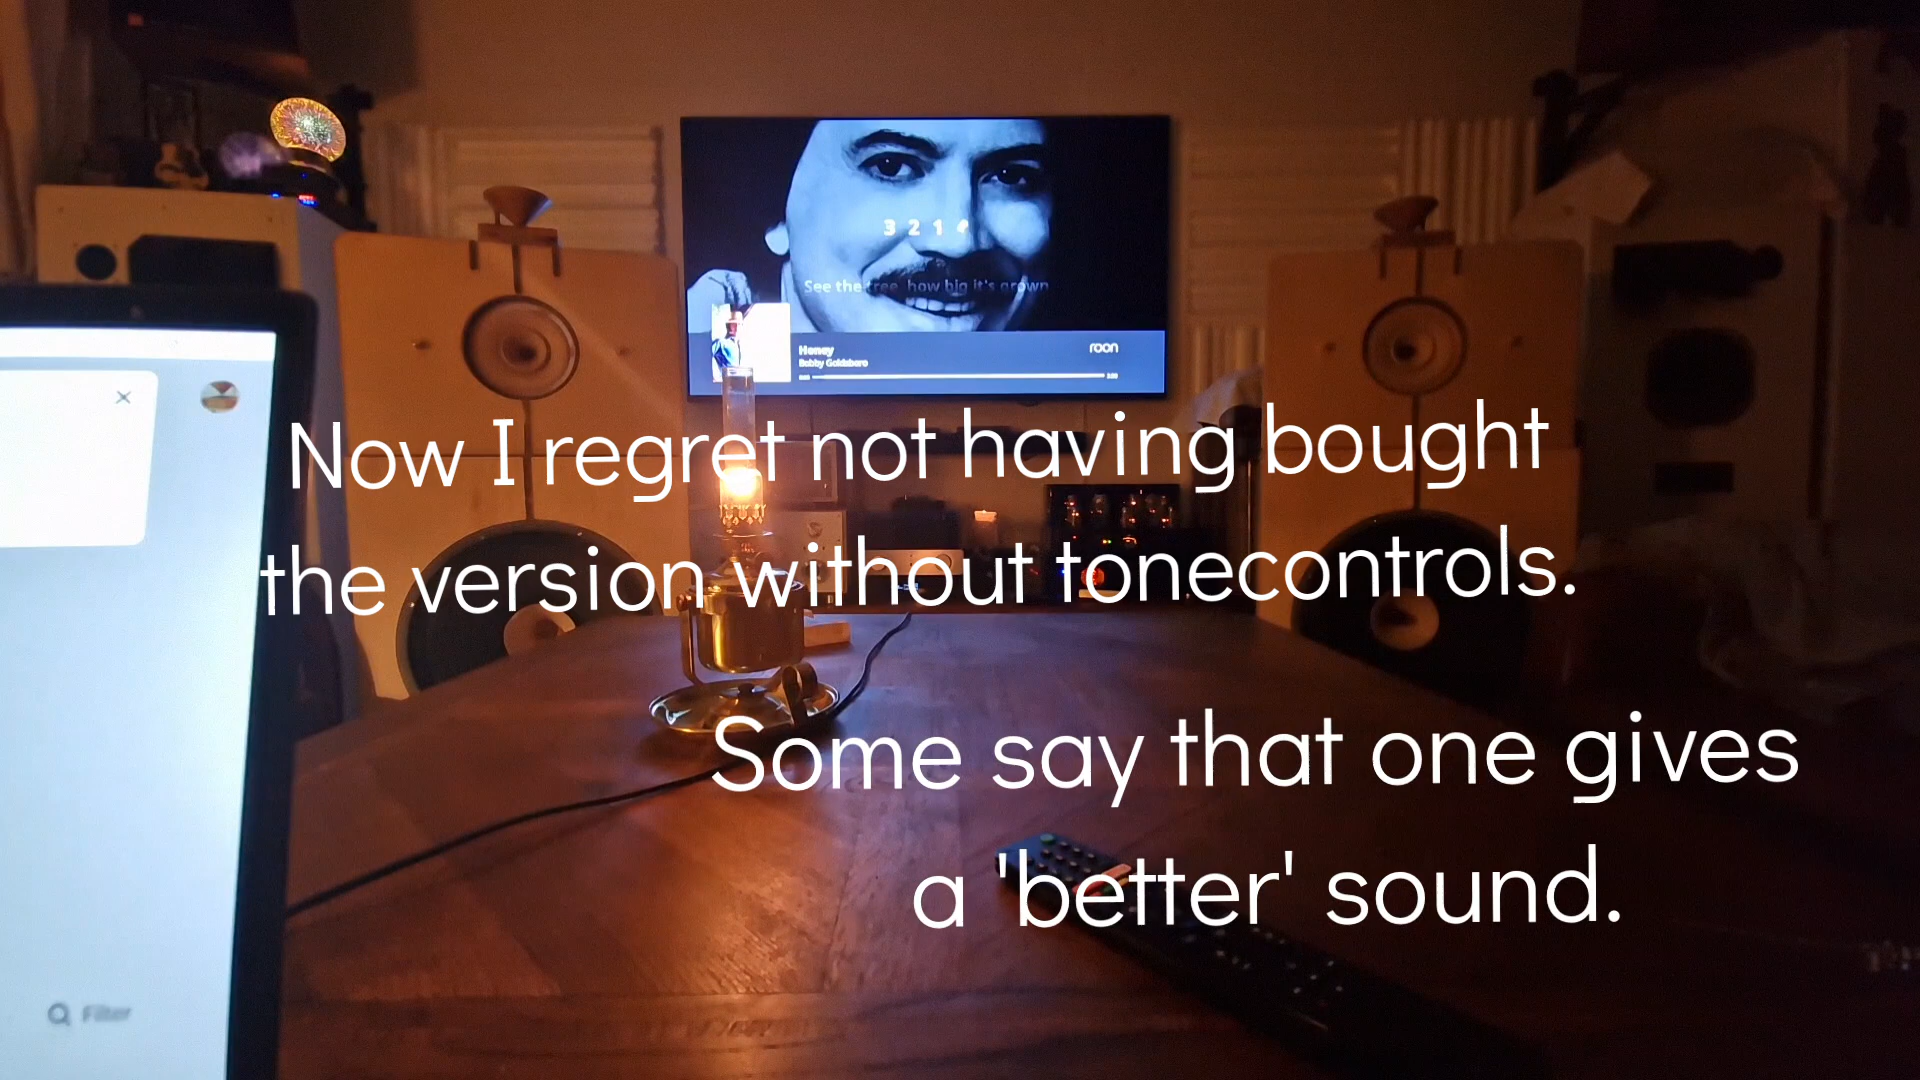 3 2 1
See the tree how big it's grown
Honey
Bobby Goldsboro
roon
Now I regret not having bought
the version without tonecontrols.
Some say that one gives
a 'better' sound.
Filter